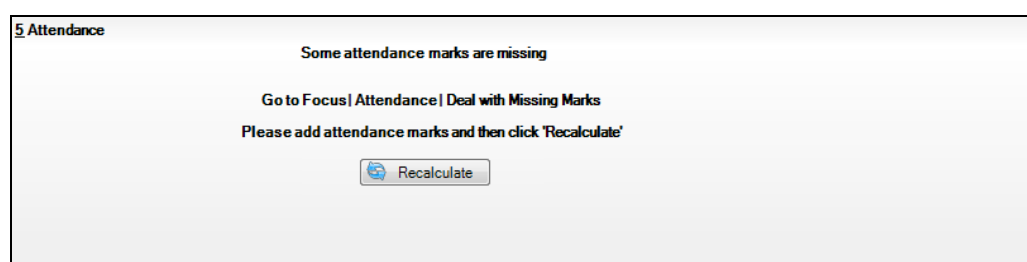 5 Attendance
Some attendance marks are missing
Go to Focus| Attendance| Deal with Missing Marks
Please add attendance marks and then click 'Recalculate'
Recalculate